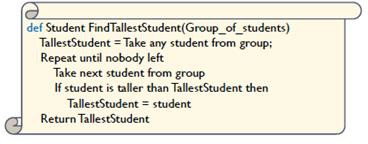 def Student FindTallestStudent(Group_of_students)
TallestStudent = Take any student from group;
Repeat until nobody left
Take next student from group
If student is taller than TallestStudent then
TallestStudent = student
Return TallestStudent